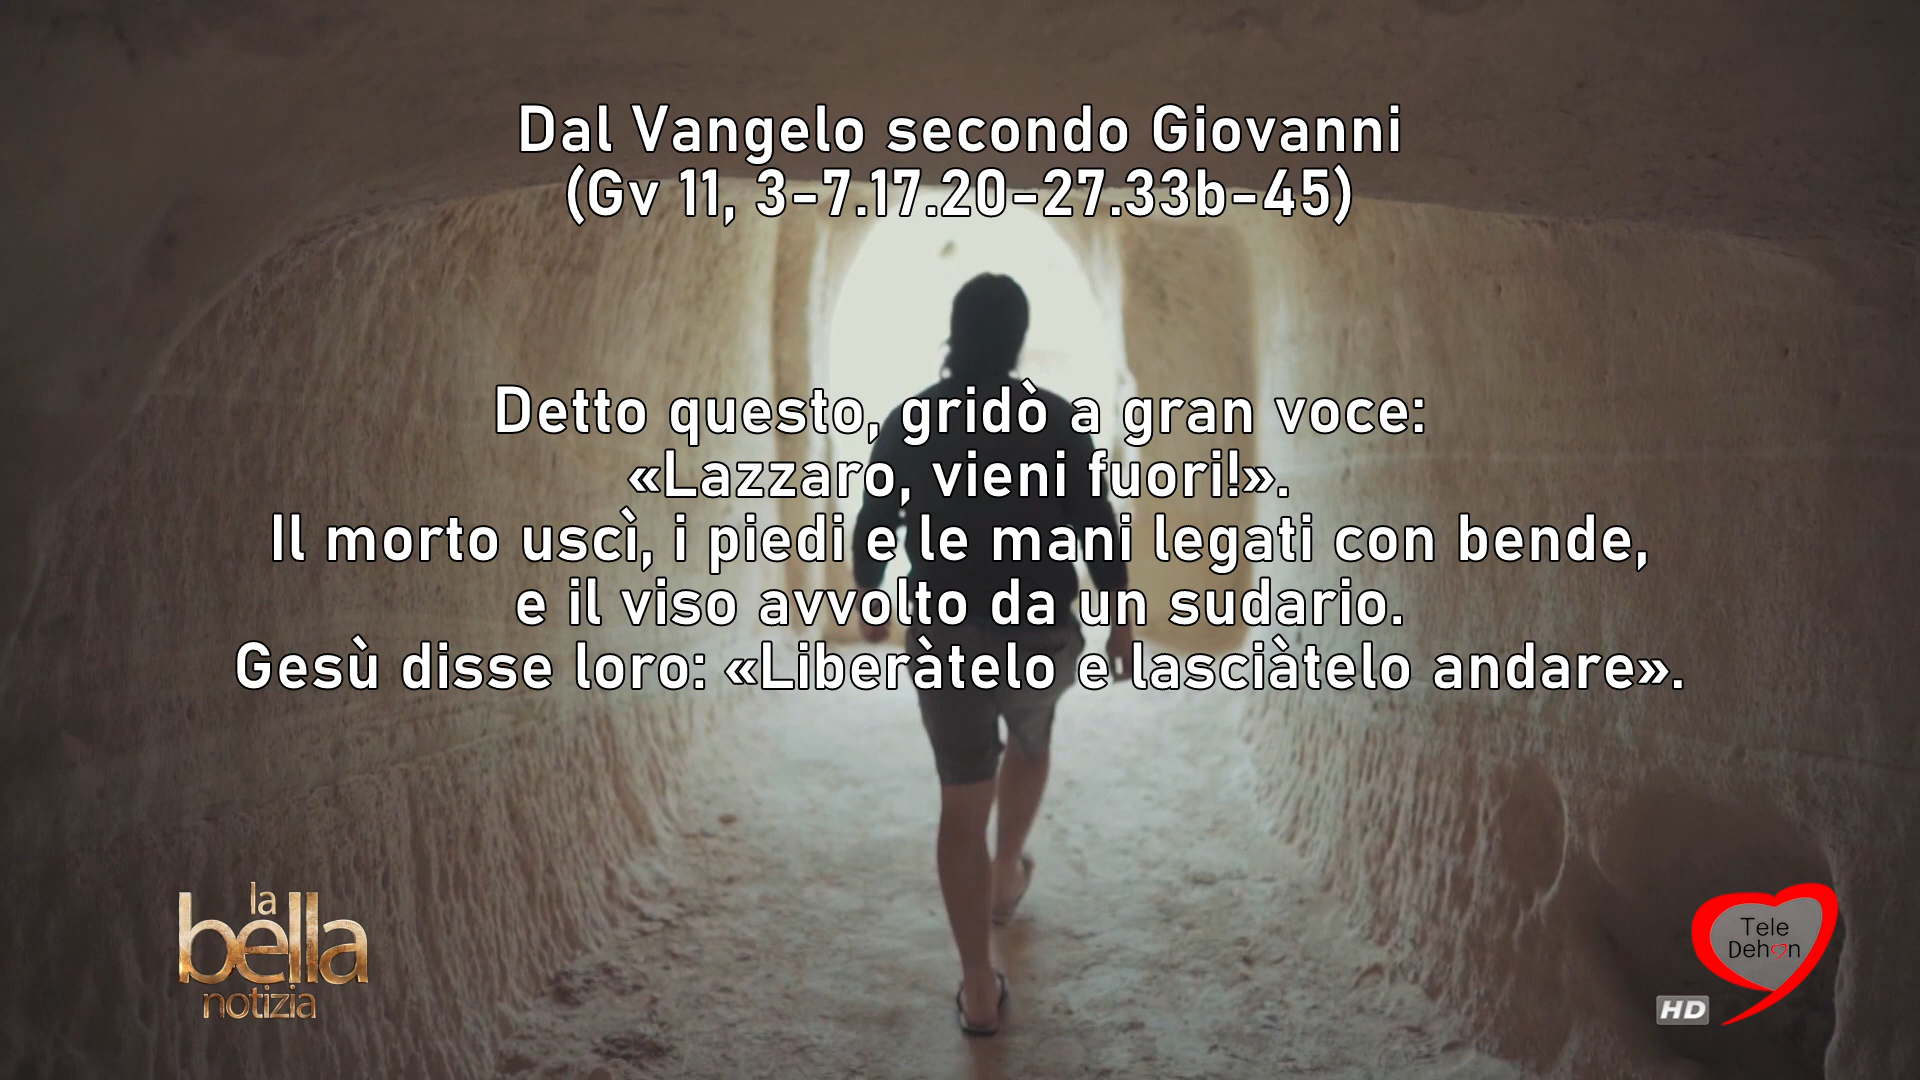 Dal Vangelo secondo Giovanni
(Gv 11, 3-7.17.20-27.33b-45)
Detto questo, gridò a gran voce:
«Lazzaro, vieni fuori!».
Il morto uscì, i piedi e le mani legati con bende,
e il viso avvolto da un sudario.
Gesù disse loro: «Liberàtelo e lasciàtelo andare».
la
bella
notizia
Tele
Dehon
HD